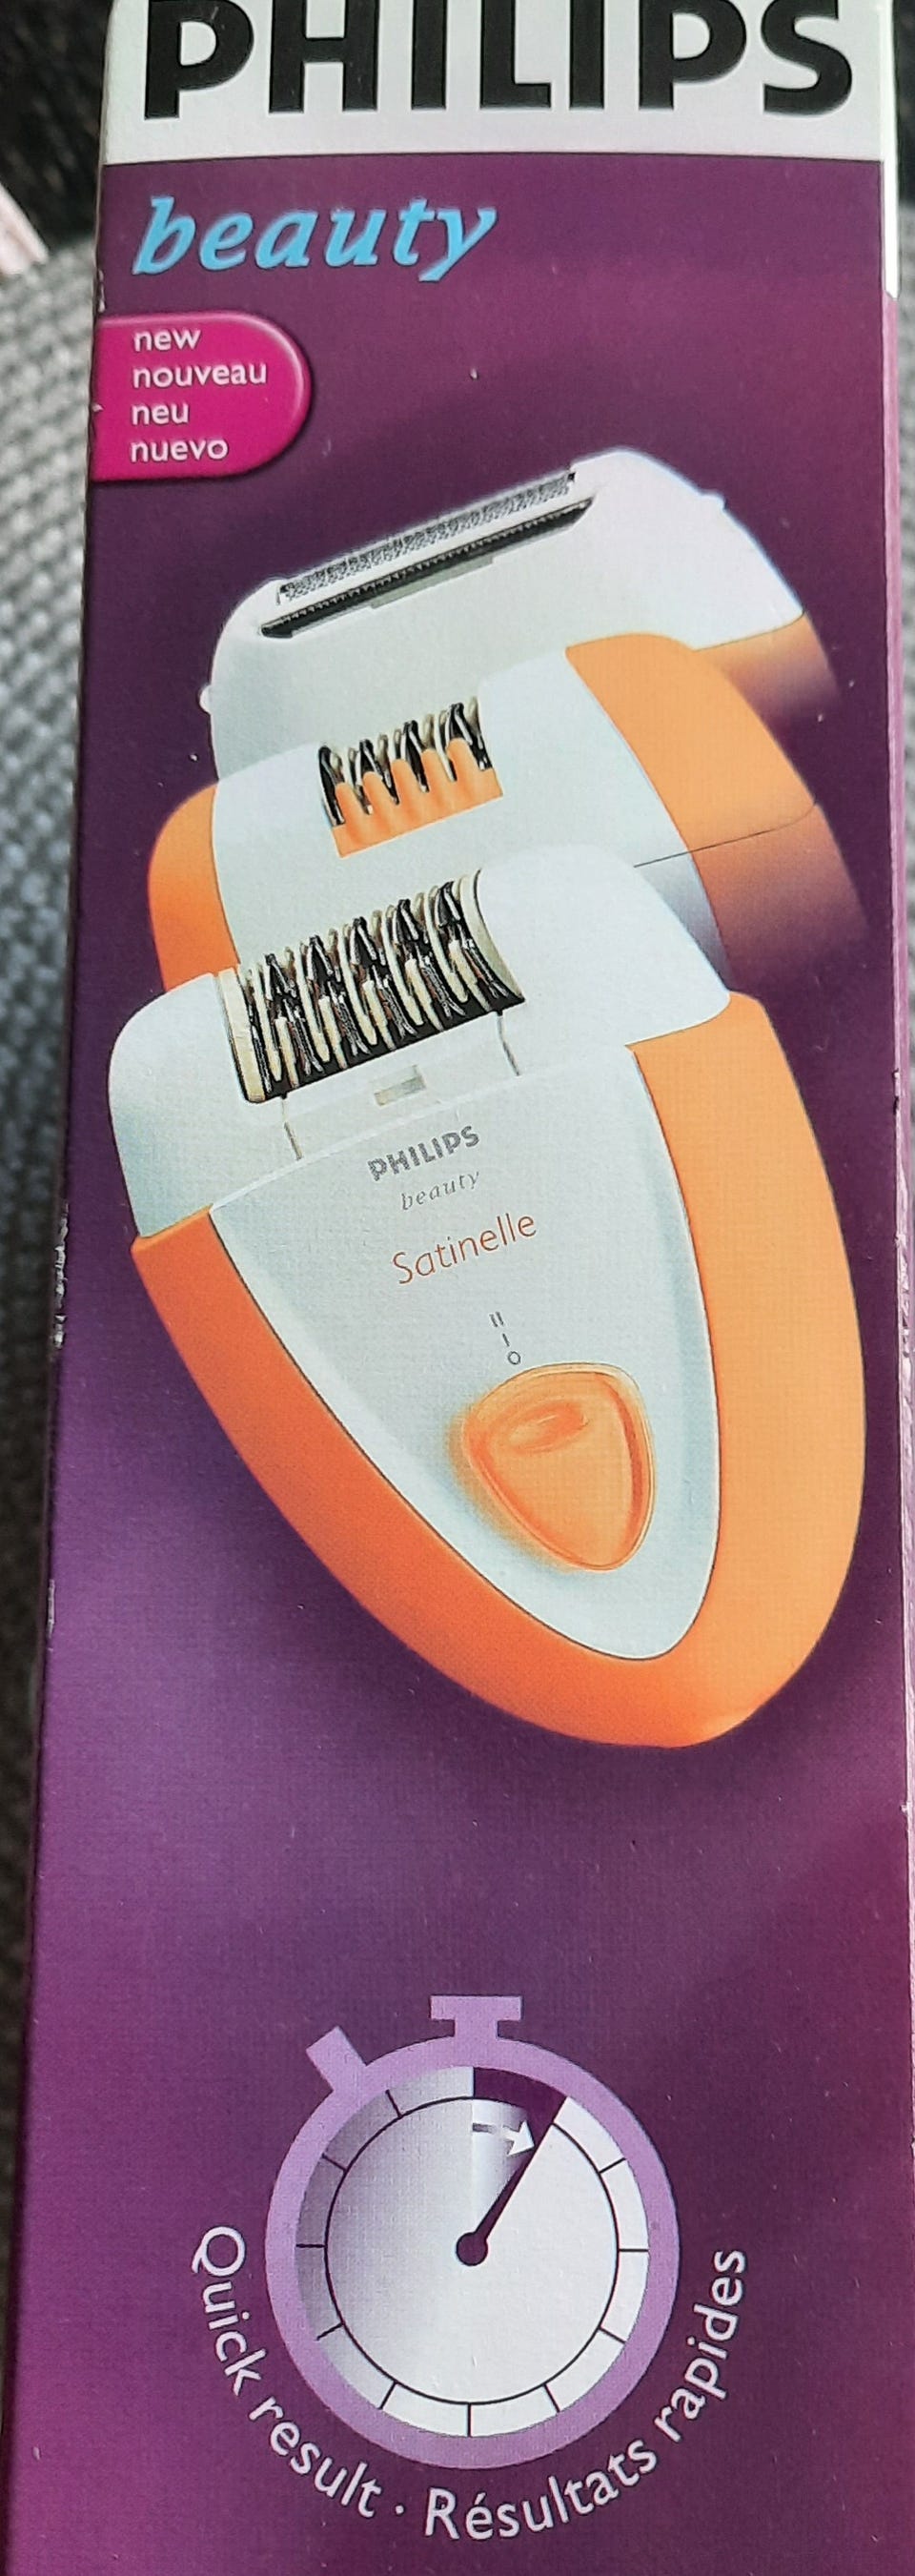 PHILIPS
beauty
new
nouveau
neu
nuevo
PHILIPS
beauty
Satinelle
II
I
O
Quick result · Résultats rapides